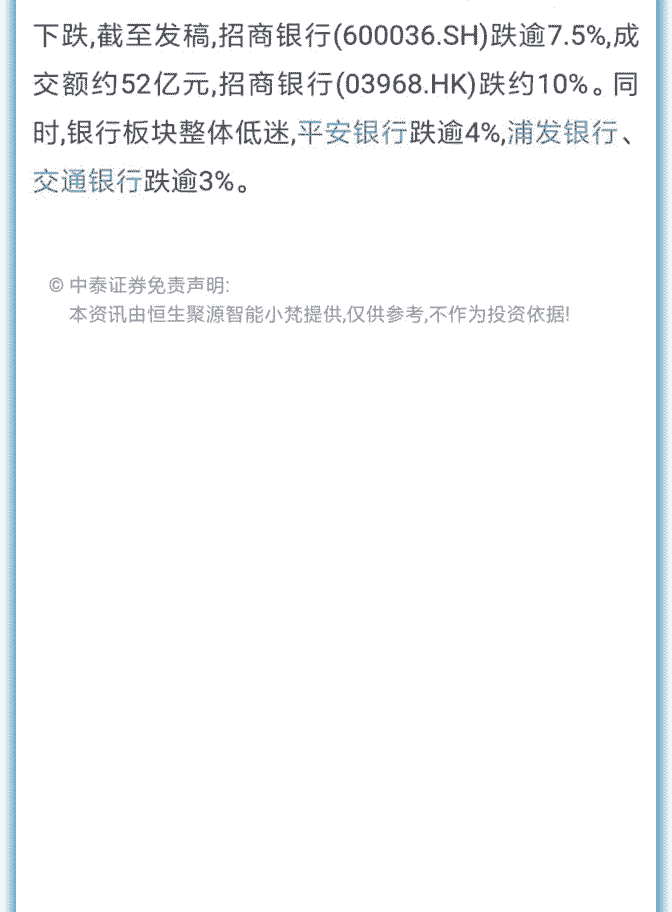 下跌,截至发稿,招商银行(600036.SH)跌逾7.5%,成
交额约52亿元,招商银行(03968.HK)跌约10%。同
时,银行板块整体低迷,平安银行跌逾4%,浦发银行、
交通银行跌逾3%。
© 中泰证券免责声明:
本资讯由恒生聚源智能小梵提供,仅供参考,不作为投资依据!